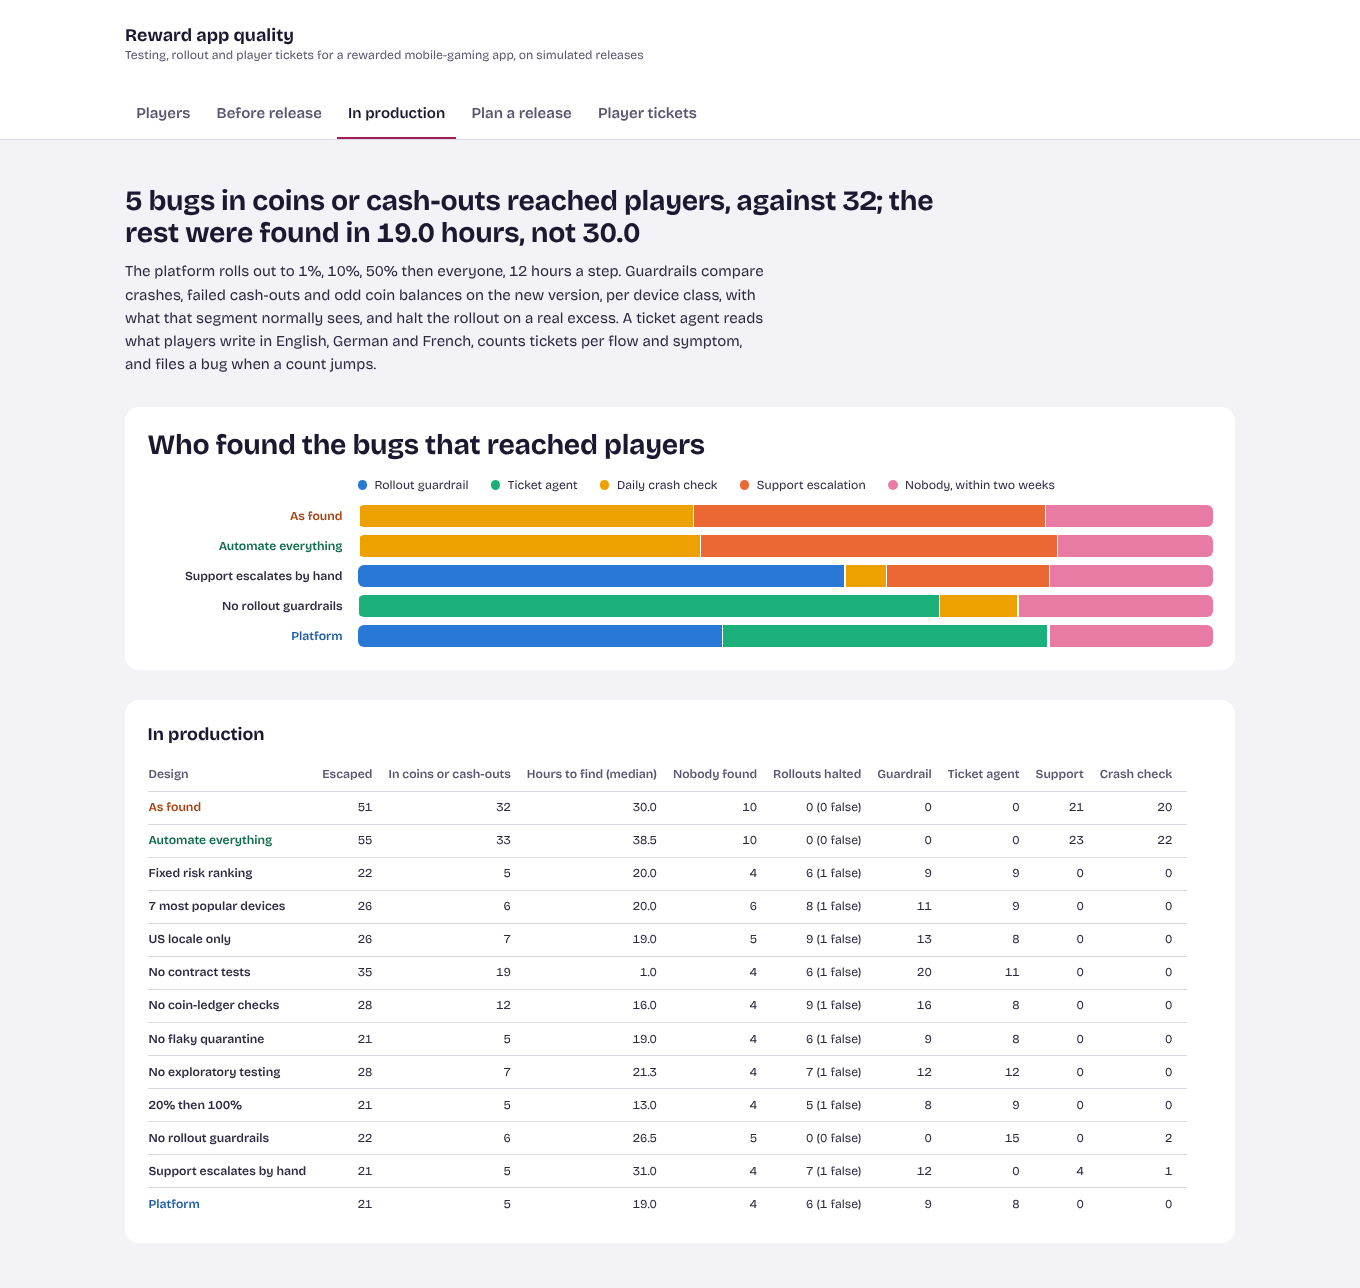 Reward app quality
Testing, rollout and player tickets for a rewarded mobile-gaming app, on simulated releases
Players Before release In production Plan a release Player tickets
5 bugs in coins or cash-outs reached players, against 32; the
rest were found in 19.0 hours, not 30.0
The platform rolls out to 1%, 10%, 50% then everyone, 12 hours a step. Guardrails compare
crashes, failed cash-outs and odd coin balances on the new version, per device class, with
what that segment normally sees, and halt the rollout on a real excess. A ticket agent reads
what players write in English, German and French, counts tickets per flow and symptom,
and files a bug when a count jumps.
Who found the bugs that reached players
Rollout guardrail Ticket agent Daily crash check Support escalation Nobody, within two weeks
As found
Automate everything
Support escalates by hand
No rollout guardrails
Platform
In production
Design Escaped In coins or cash-outs Hours to find (median) Nobody found Rollouts halted Guardrail Ticket agent Support Crash check
As found 51 32 30.0 10 0 (0 false) 0 0 21 20
Automate everything 55 33 38.5 10 0 (0 false) 0 0 23 22
Fixed risk ranking 22 5 20.0 4 6 (1 false) 9 9 0 0
7 most popular devices 26 6 20.0 6 8 (1 false) 11 9 0 0
US locale only 26 7 19.0 5 9 (1 false) 13 8 0 0
No contract tests 35 19 1.0 4 6 (1 false) 20 11 0 0
No coin-ledger checks 28 12 16.0 4 9 (1 false) 16 8 0 0
No flaky quarantine 21 5 19.0 4 6 (1 false) 9 8 0 0
No exploratory testing 28 7 21.3 4 7 (1 false) 12 12 0 0
20% then 100% 21 5 13.0 4 5 (1 false) 8 9 0 0
No rollout guardrails 22 6 26.5 5 0 (0 false) 0 15 0 2
Support escalates by hand 21 5 31.0 4 7 (1 false) 12 0 4 1
Platform 21 5 19.0 4 6 (1 false) 9 8 0 0